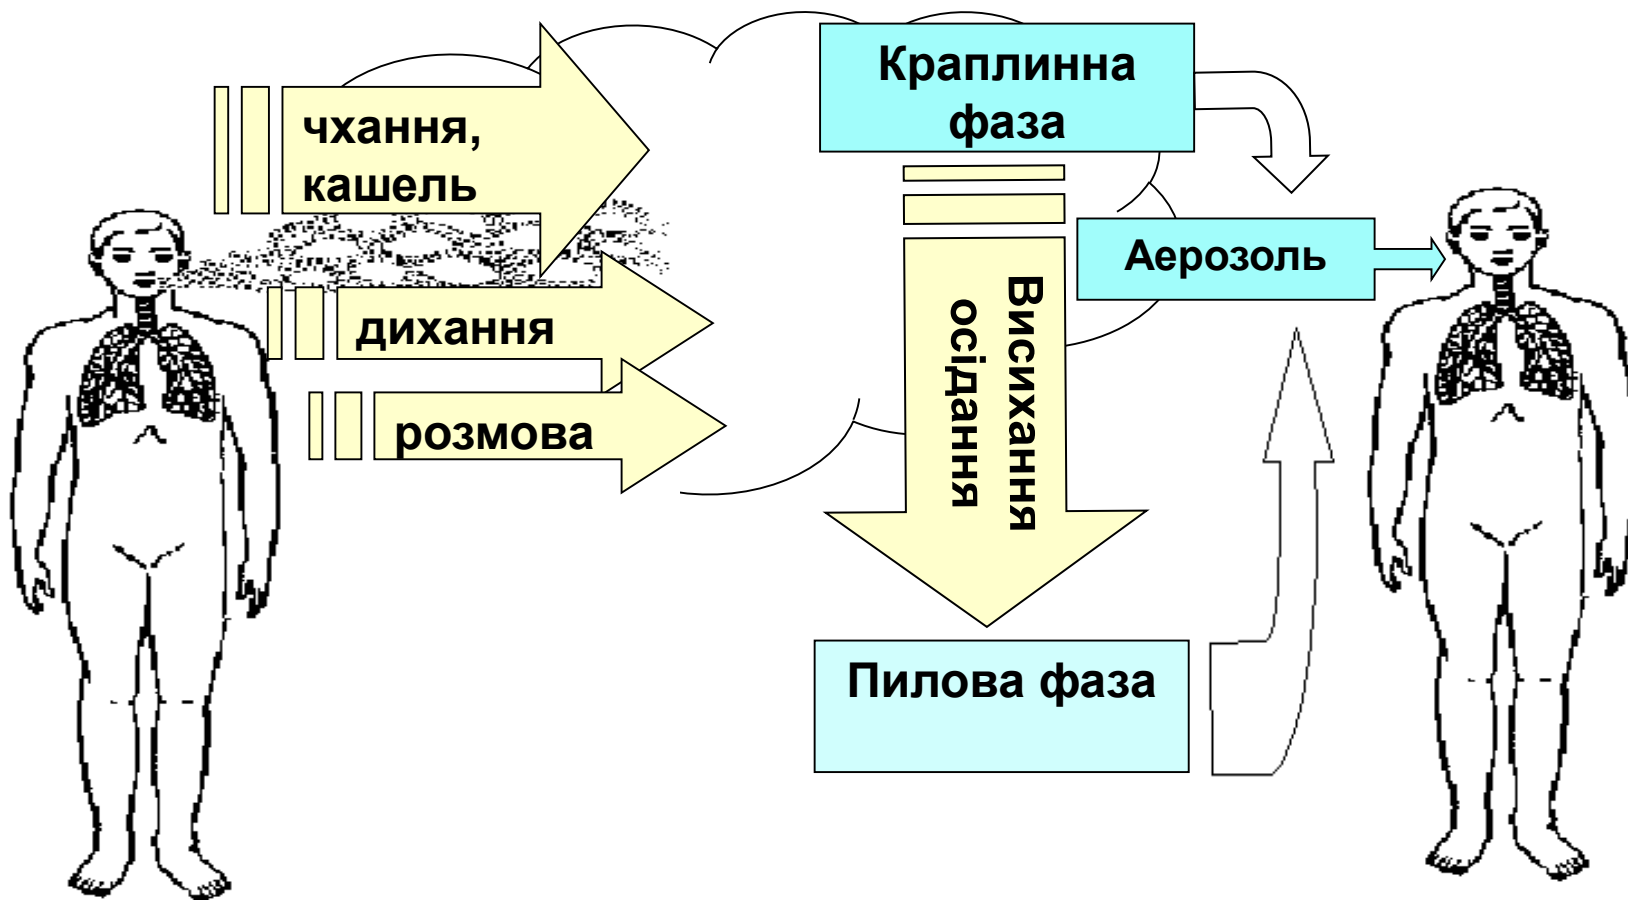 чхання,
кашель
дихання
розмова
Краплинна
фаза
Висихання
осідання
Аерозоль
Пилова фаза